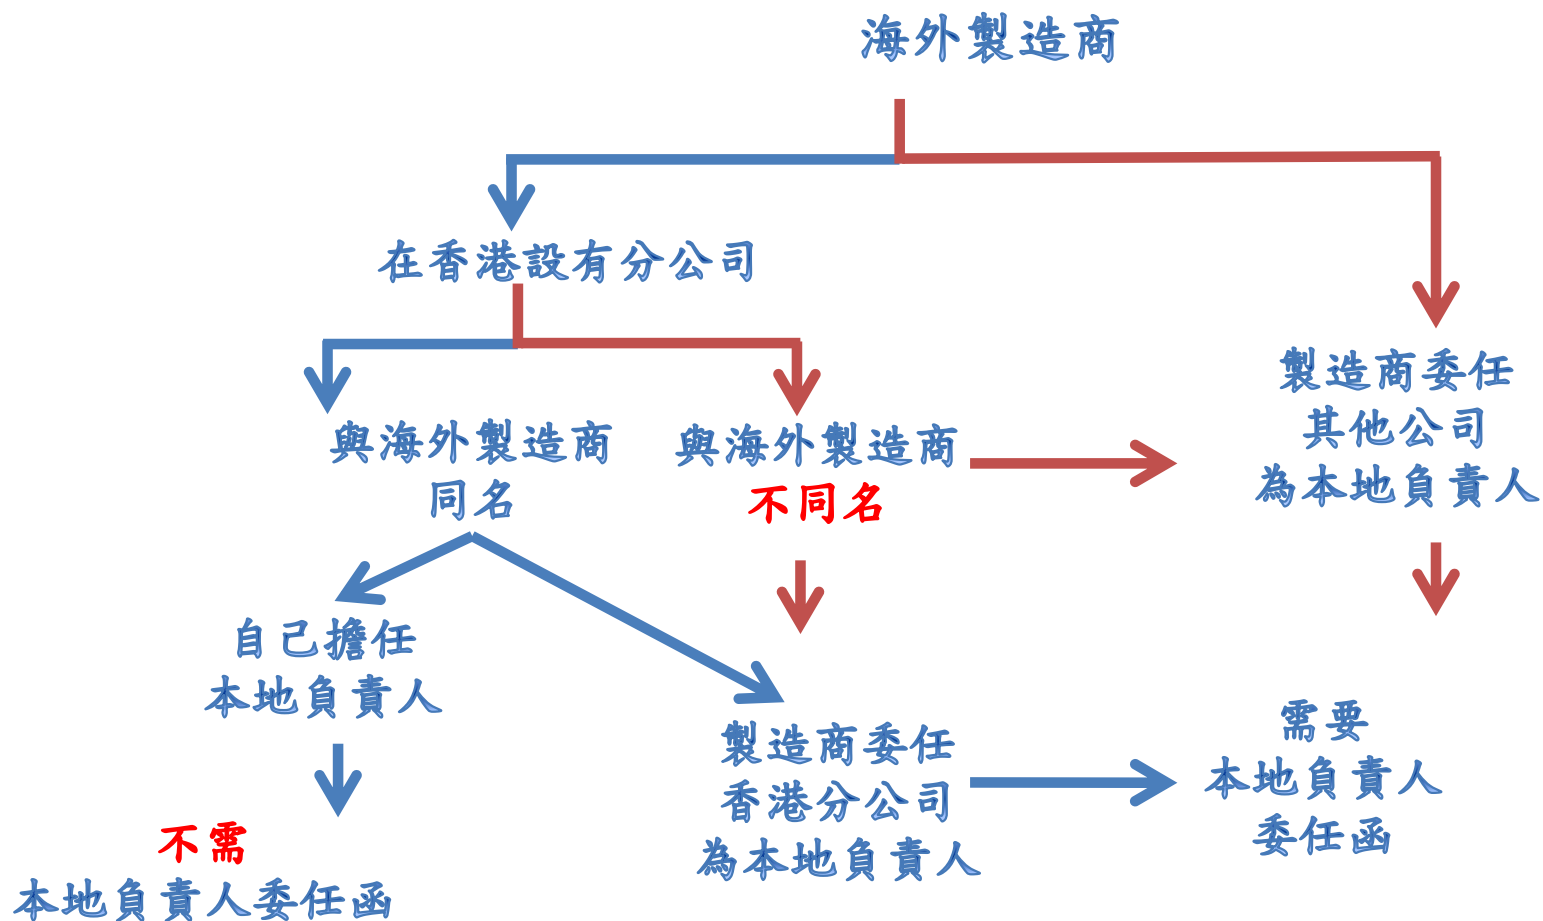 海外製造商
在香港設有分公司
製造商委任
其他公司
為本地負責人
與海外製造商
同名
與海外製造商
不同名
自己擔任
本地負責人
製造商委任
香港分公司
為本地負責人
需要
本地負責人
委任函
不需
本地負責人委任函